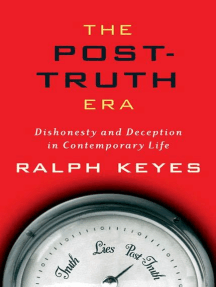 THE
POST-
TRUTH
ERA
Dishonesty and Deception
in Contemporary Life
RALPH KEYES
Truth Lies Post Truth